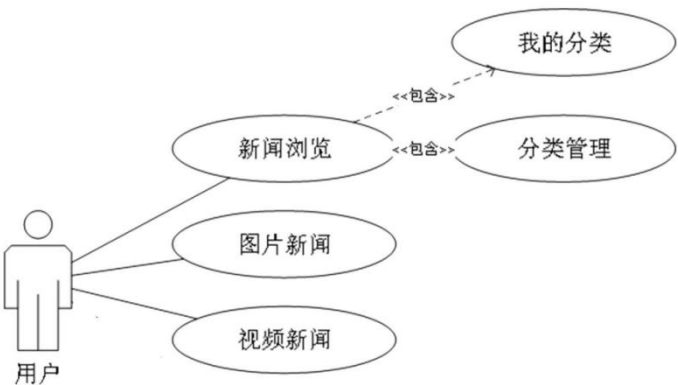 我的分类
<<包含>>
新闻浏览
<<包含>>
分类管理
图片新闻
视频新闻
用户